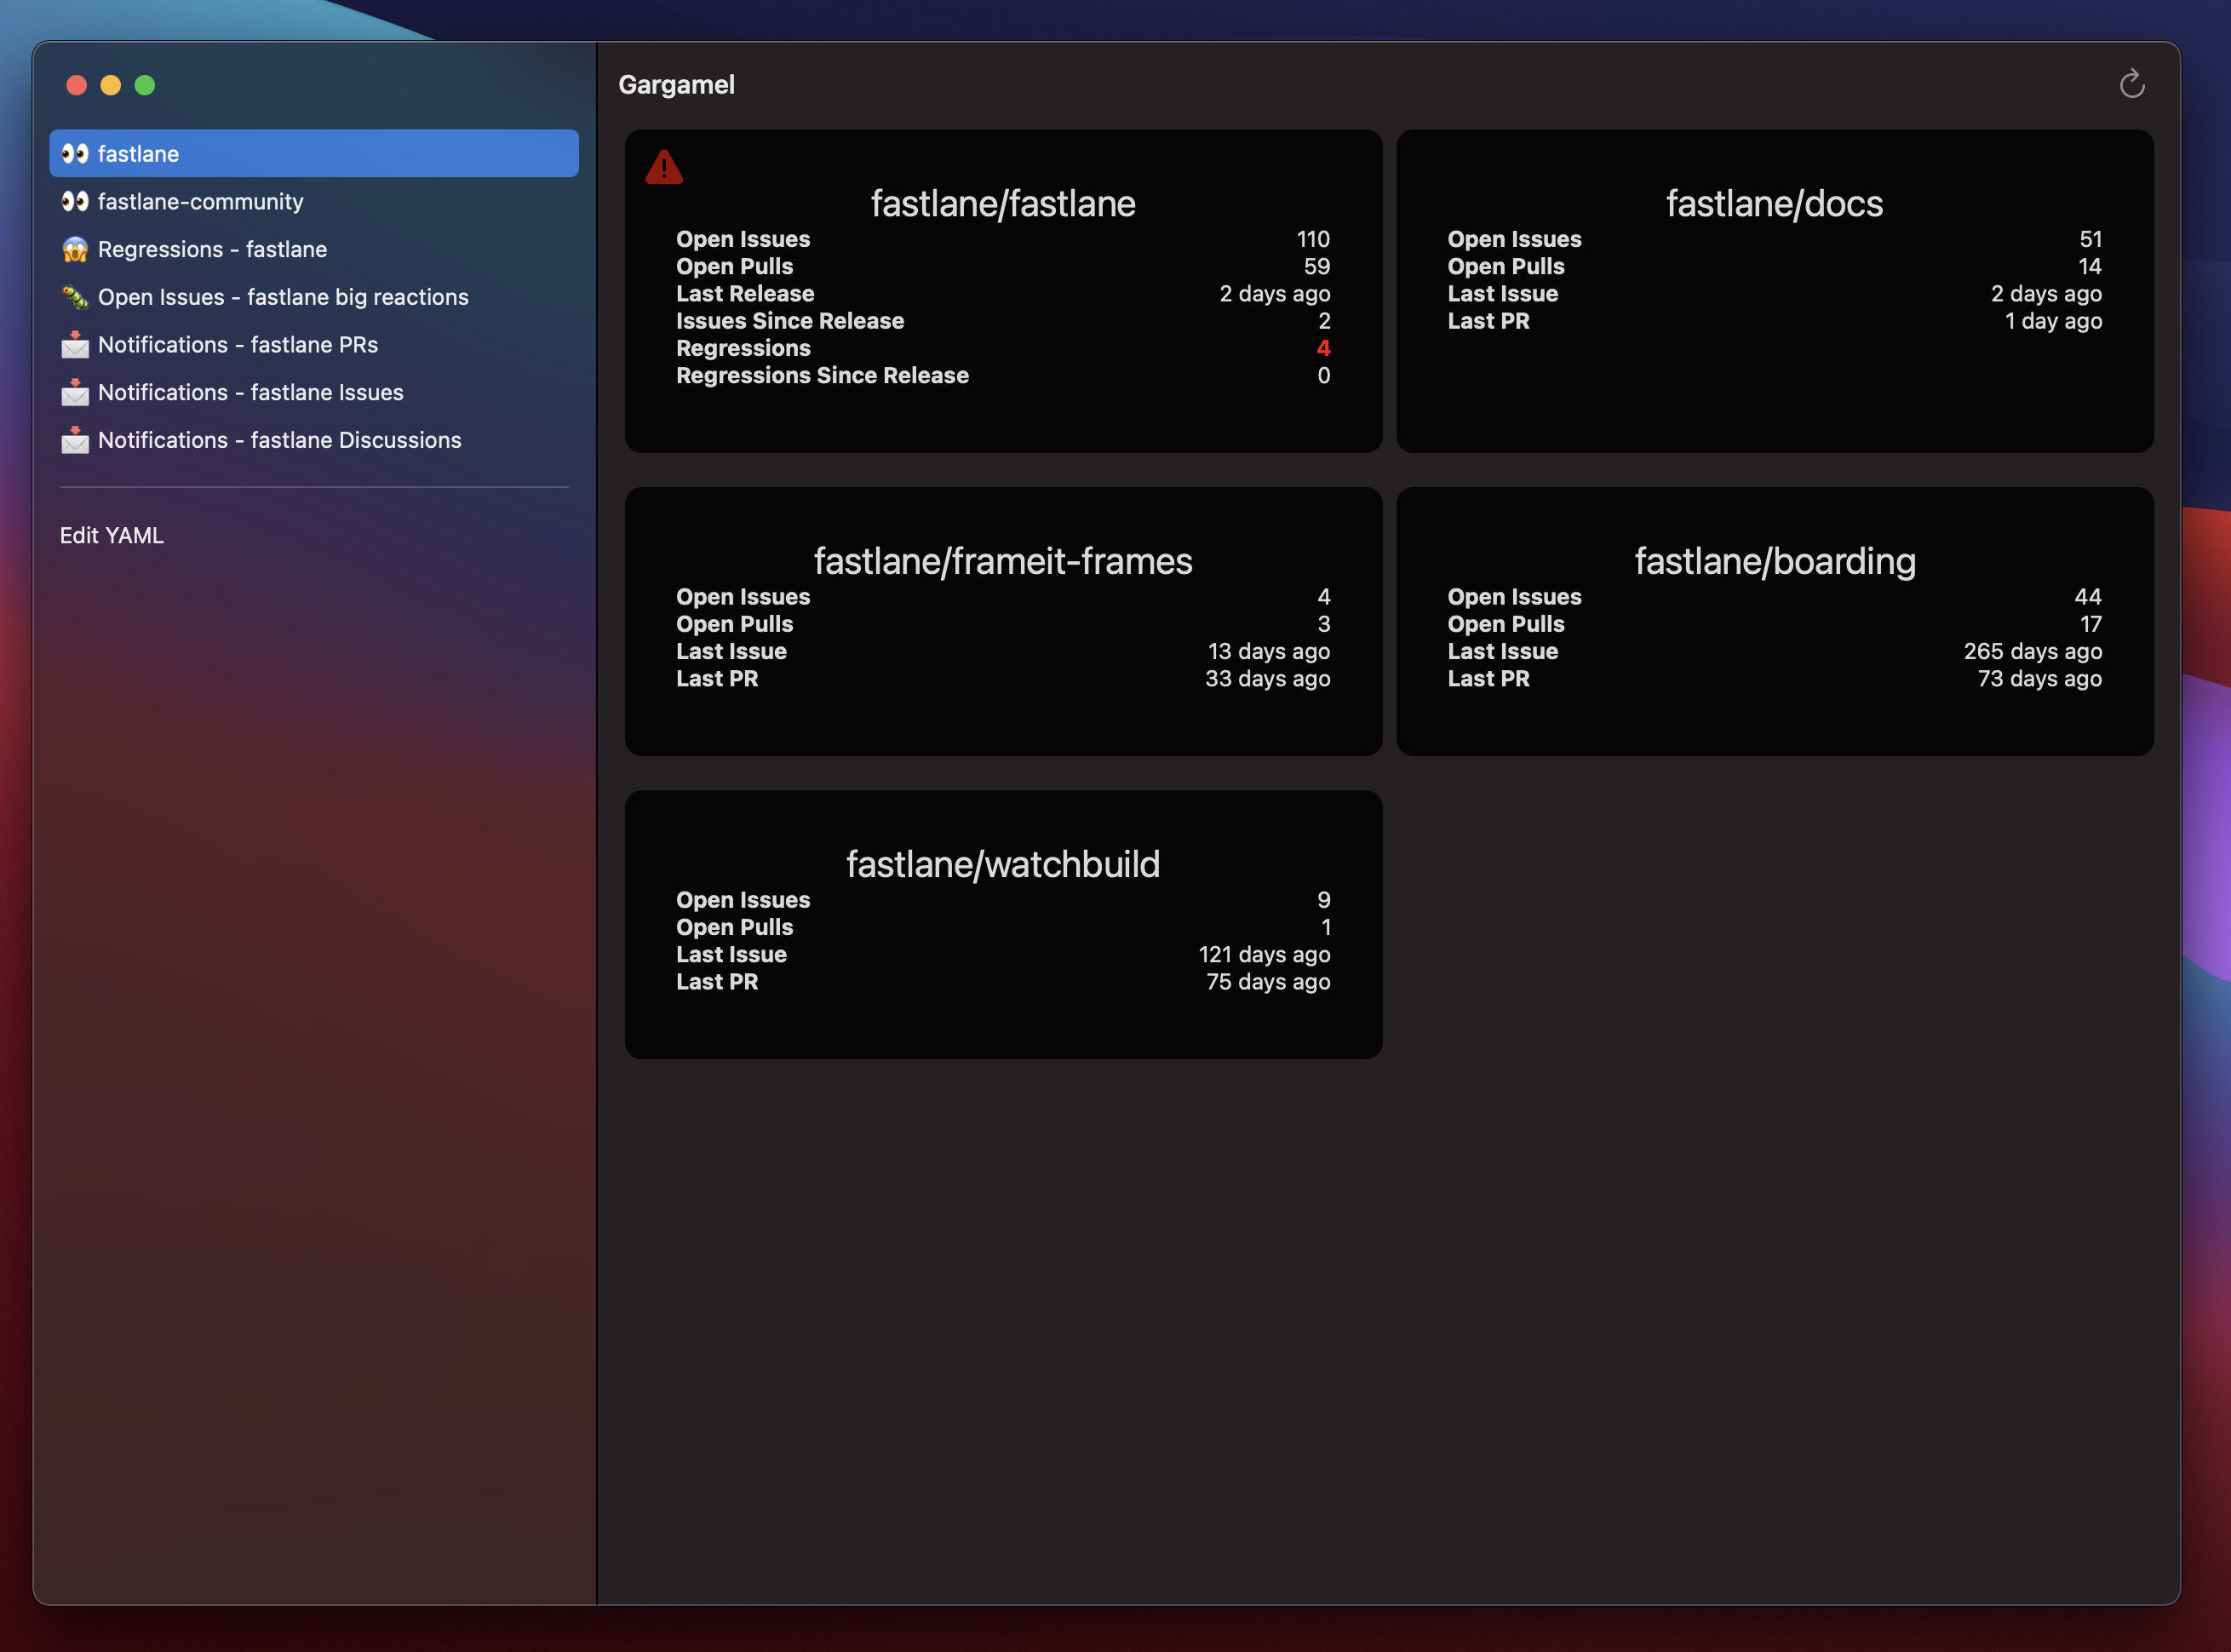 fastlane
fastlane-community
Regressions - fastlane
Open Issues - fastlane big reactions
Notifications - fastlane PRs
Notifications - fastlane Issues
Notifications - fastlane Discussions
Edit YAML
Gargamel
fastlane/fastlane
Open Issues 110
Open Pulls 59
Last Release 2 days ago
Issues Since Release 2
Regressions 4
Regressions Since Release 0
fastlane/docs
Open Issues 51
Open Pulls 14
Last Issue 2 days ago
Last PR 1 day ago
fastlane/frameit-frames
Open Issues 4
Open Pulls 3
Last Issue 13 days ago
Last PR 33 days ago
fastlane/boarding
Open Issues 44
Open Pulls 17
Last Issue 265 days ago
Last PR 73 days ago
fastlane/watchbuild
Open Issues 9
Open Pulls 1
Last Issue 121 days ago
Last PR 75 days ago